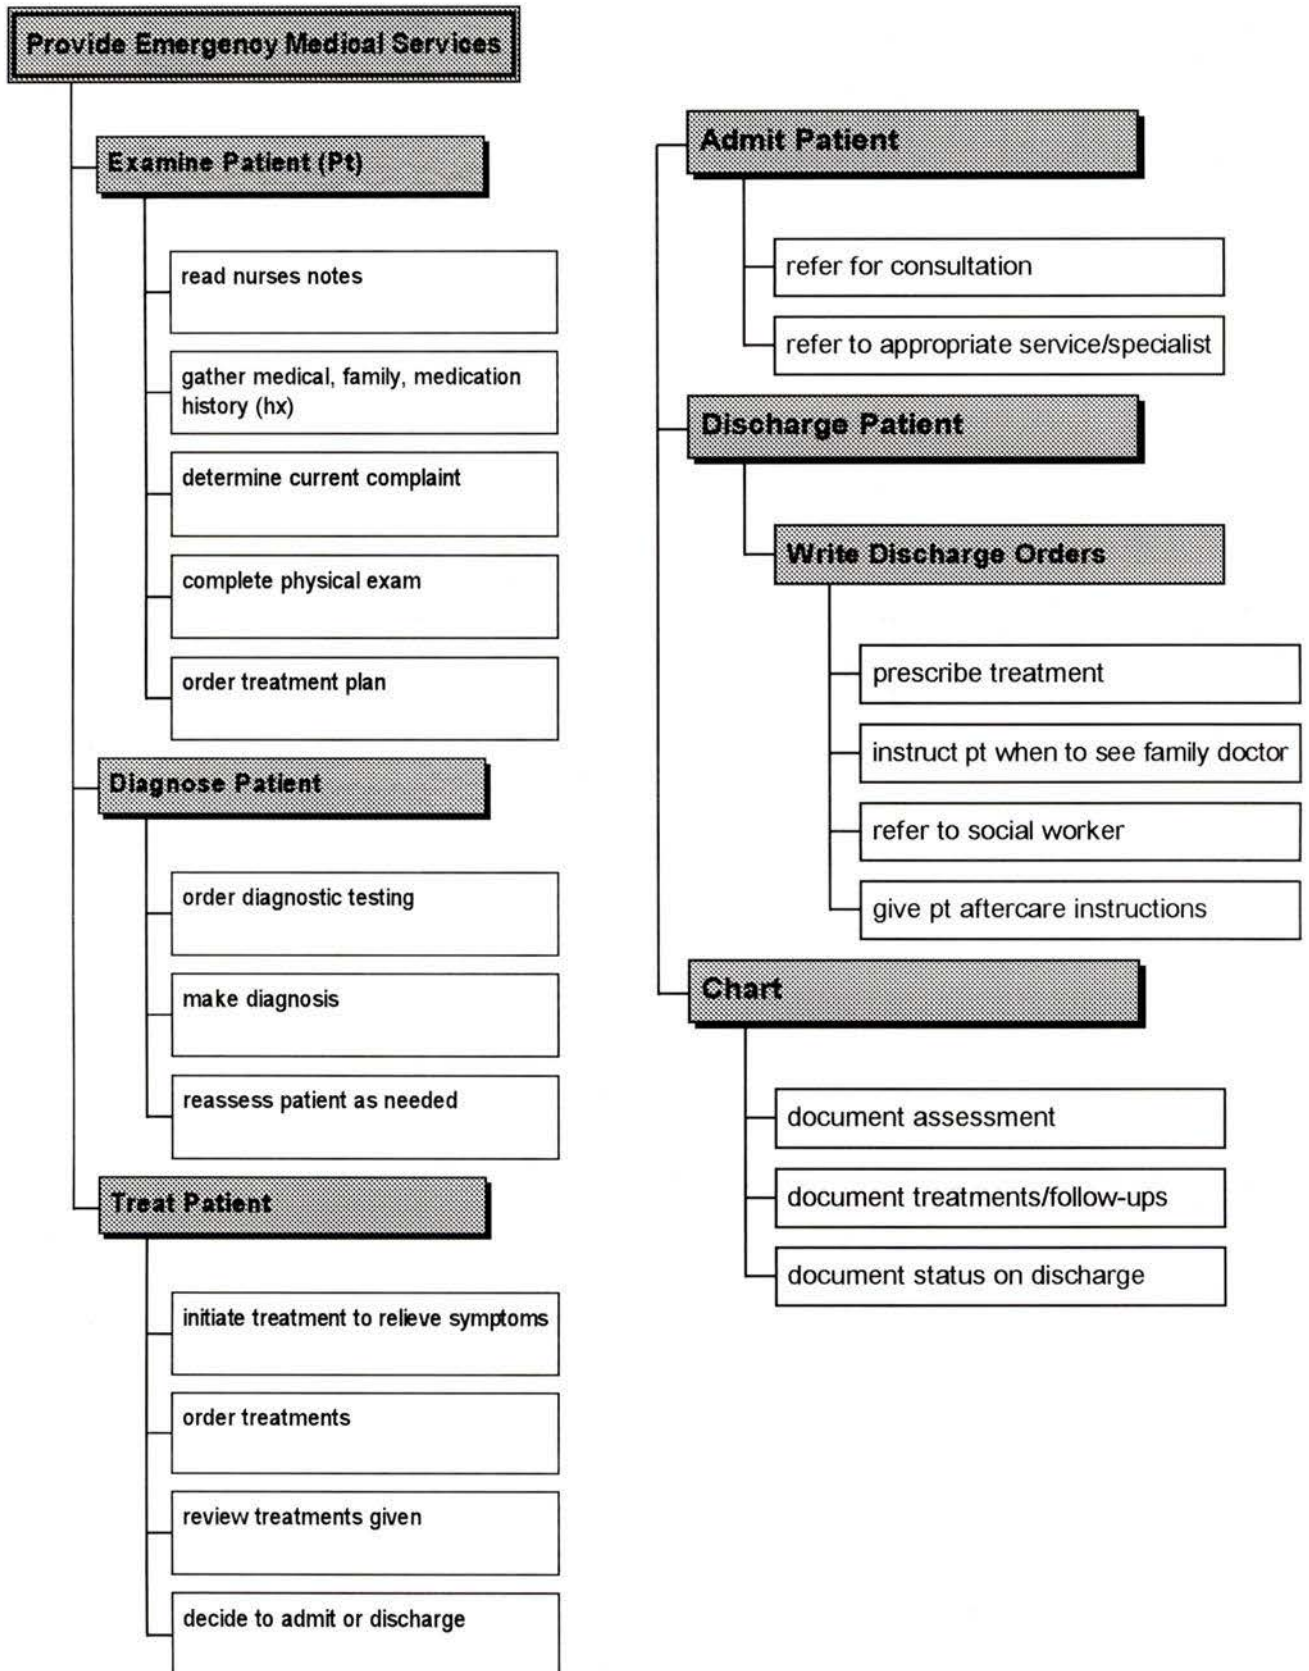 Provide Emergency Medical Services
Examine Patient (Pt)
read nurses notes
gather medical, family, medication
history (hx)
determine current complaint
complete physical exam
order treatment plan
Diagnose Patient
order diagnostic testing
make diagnosis
reassess patient as needed
Treat Patient
initiate treatment to relieve symptoms
order treatments
review treatments given
decide to admit or discharge
Admit Patient
refer for consultation
refer to appropriate service/specialist
Discharge Patient
Write Discharge Orders
prescribe treatment
instruct pt when to see family doctor
refer to social worker
give pt aftercare instructions
Chart
document assessment
document treatments/follow-ups
document status on discharge